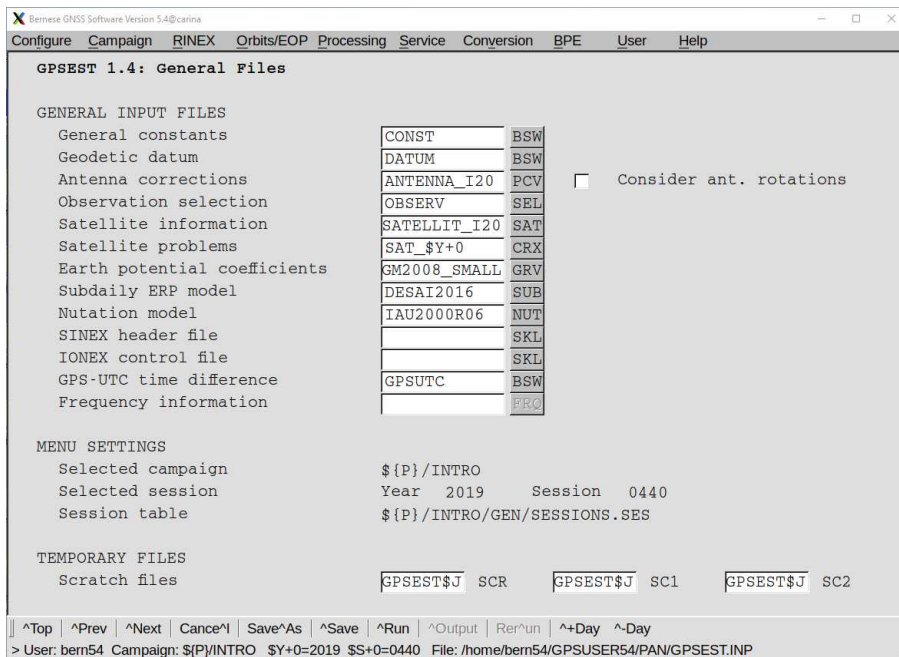 Bernese GNSS Software Version 5.4@carina
Configure Campaign RINEX Orbits/EOP Processing Service Conversion BPE User Help
GPSEST 1.4: General Files
GENERAL INPUT FILES
General constants CONST BSW
Geodetic datum DATUM BSW
Antenna corrections ANTENNA_I20 PCV Consider ant. rotations
Observation selection OBSERV SEL
Satellite information SATELLIT_I20 SAT
Satellite problems SAT_$Y+0 CRX
Earth potential coefficients GM2008_SMALL GRV
Subdaily ERP model DESAI2016 SUB
Nutation model IAU2000R06 NUT
SINEX header file SKL
IONEX control file SKL
GPS-UTC time difference GPSUTC BSW
Frequency information FRQ
MENU SETTINGS
Selected campaign ${P}/INTRO
Selected session Year 2019 Session 0440
Session table ${P}/INTRO/GEN/SESSIONS.SES
TEMPORARY FILES
Scratch files GPSEST$J SCR GPSEST$J SC1 GPSEST$J SC2
^Top | ^Prev | ^Next | Cance^l | Save^As | ^Save | ^Run | ^Output | Rer^un | ^+Day ^-Day
> User: bern54 Campaign: ${P}/INTRO $Y+0=2019 $S+0=0440 File: /home/bern54/GPSUSER54/PAN/GPSEST.INP